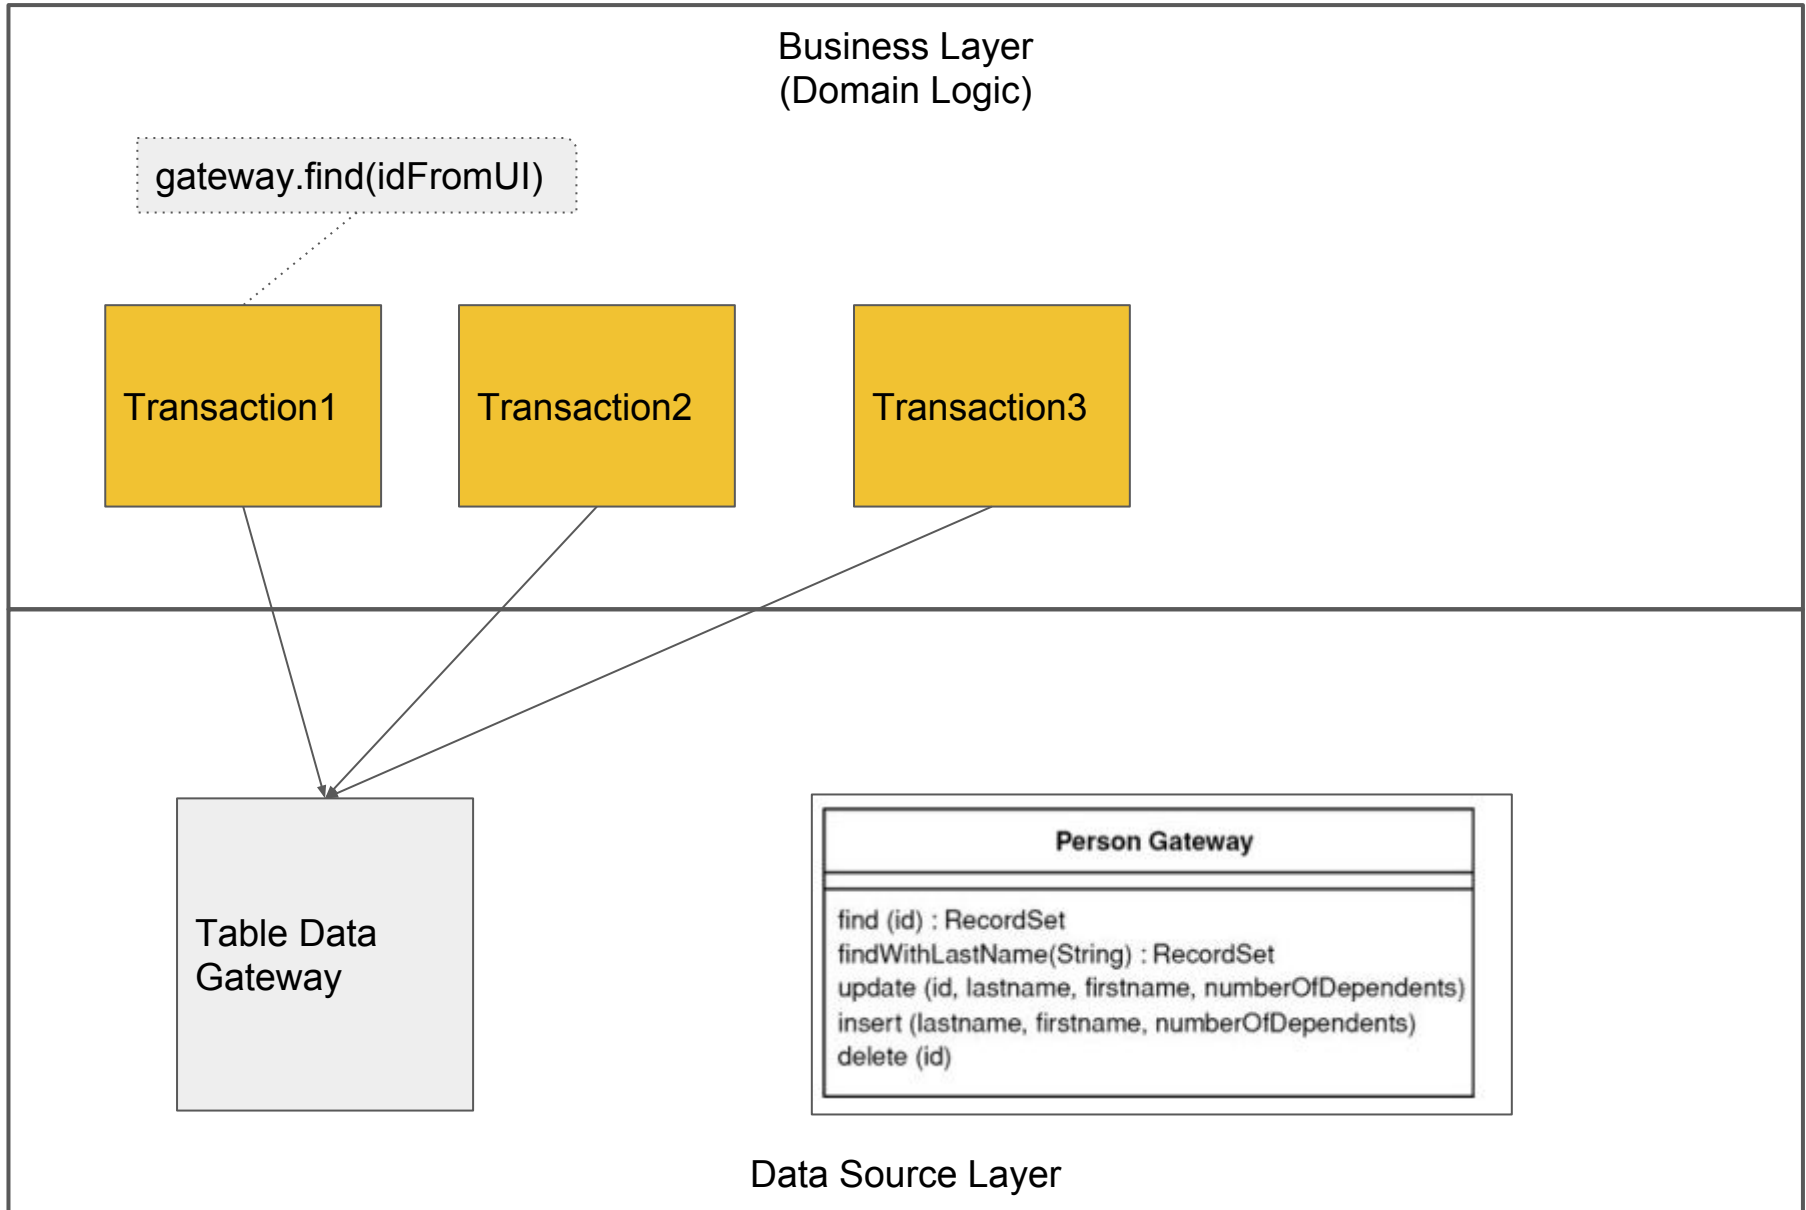 Business Layer
(Domain Logic)
gateway.find(idFromUI)
Transaction1
Transaction2
Transaction3
Table Data
Gateway
Person Gateway
find (id) : RecordSet
findWithLastName(String) : RecordSet
update (id, lastname, firstname, numberOfDependents)
insert (lastname, firstname, numberOfDependents)
delete (id)
Data Source Layer